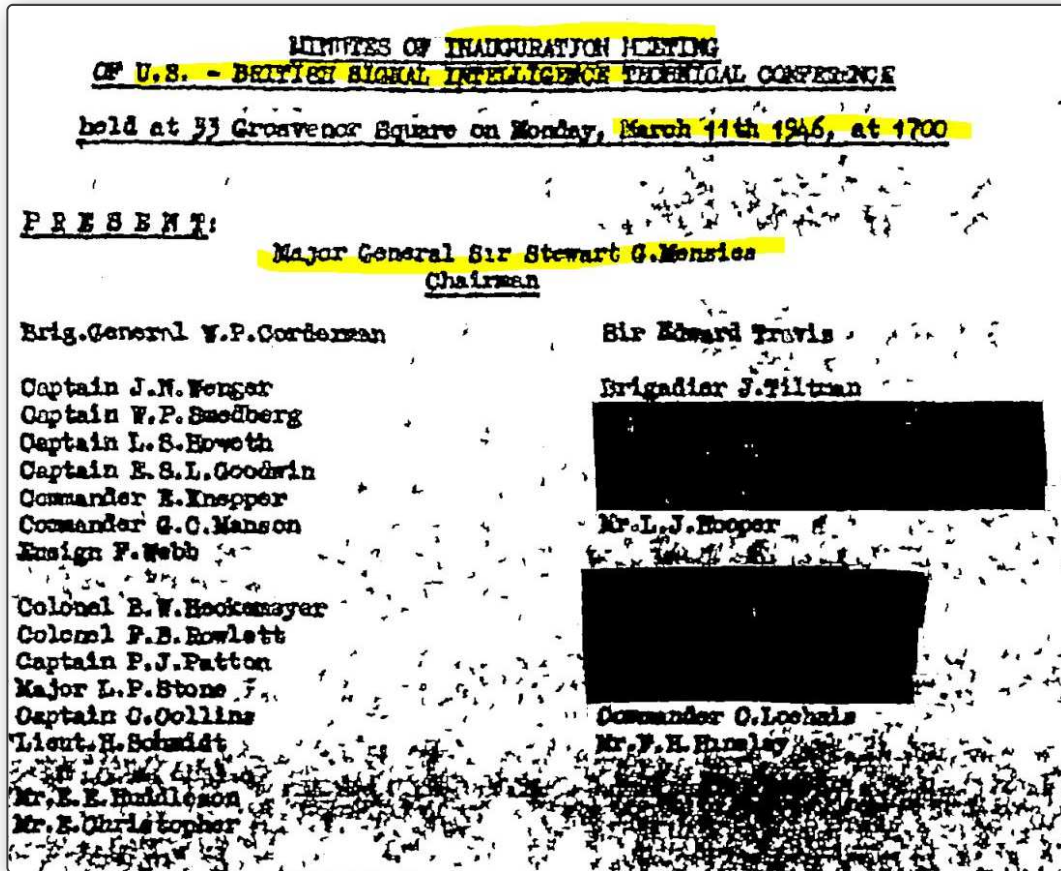 MINUTES OF INAUGURATION MEETING
OF U.S. - BRITISH SIGNAL INTELLIGENCE TECHNICAL CONFERENCE
held at 33 Grosvenor Square on Monday, March 11th 1946, at 1700
PRESENT:
Major General Sir Stewart G.Menzies
Chairman
Brig.General W.P.Corderman
Sir Edward Travis
Captain J.N.Wenger
Brigadier J.Tiltman
Captain W.P.Smedberg
Captain L.S.Howeth
Captain E.S.L.Goodwin
Commander E.Knepper
Commander G.C.Manson
Mr.L.J.Hooper
Ensign F.Webb
Colonel B.W.Hockemayer
Colonel F.B.Rowlett
Captain P.J.Patton
Major L.P.Stone
Captain C.Collins
Commander C.Loehnis
Lieut.H.Schmidt
Mr.F.H.Hinsley
Mr.E.E.Huddleson
Mr.E.Christopher